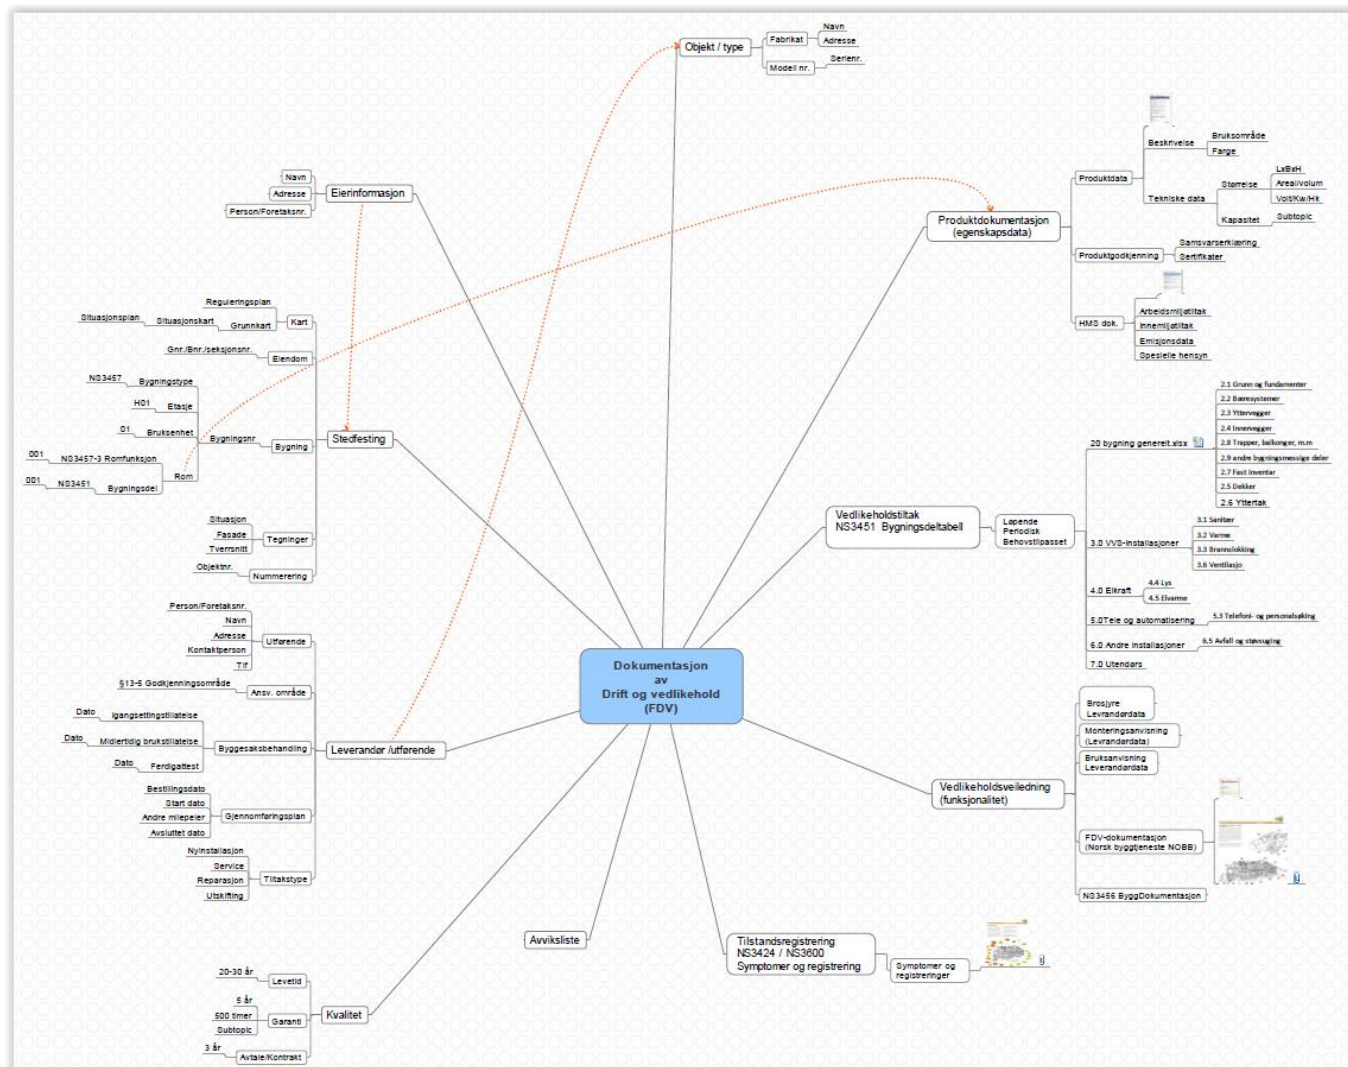 Objekt / type
Fabrikat
Navn
Adresse
Modell nr.
Serienr.
Eierinformasjon
Navn
Adresse
Person/Foretaksnr.
Produktdokumentasjon
(egenskapsdata)
Produktdata
Beskrivelse
Bruksområde
Farge
Tekniske data
Størrelse
LxBxH
Areal/volum
Volt/Kw/Hk
Kapasitet
Subtopic
Produktgodkjenning
Samsvarserklæring
Sertifikater
HMS dok.
Arbeidsmiljøtiltak
Innemiljøtiltak
Emisjonsdata
Spesielle hensyn
Stedfesting
Kart
Reguleringsplan
Grunnkart
Situasjonskart
Situasjonsplan
Eiendom
Gnr./Bnr./seksjonsnr.
Bygning
Bygningsnr
Bygningstype
NS3457
Etasje
H01
Bruksenhet
01
Rom
NS3457-3 Romfunksjon
001
Bygningsdel
NS3451
001
Tegninger
Situasjon
Fasade
Tverrsnitt
Nummerering
Objektnr.
Vedlikeholdstiltak
NS3451 Bygningsdeltabell
Løpende
Periodisk
Behovstilpasset
20 bygning generelt.xlsx
2.1 Grunn og fundamenter
2.2 Bæresystemer
2.3 Yttervegger
2.4 Innervegger
2.8 Trapper, balkonger, m.m
2.9 andre bygningsmessige deler
2.7 Fast inventar
2.5 Dekker
2.6 Yttertak
3.0 VVS-installasjoner
3.1 Sanitær
3.2 Varme
3.3 Brannslokking
3.6 Ventilasjo
4.0 Elkraft
4.4 Lys
4.5 Elvarme
5.0Tele og automatisering
5.3 Telefoni- og personalsøking
6.0 Andre installasjoner
6.5 Avfell og støvsuging
7.0 Utendørs
Dokumentasjon
av
Drift og vedlikehold
(FDV)
Leverandør /utførende
Utførende
Person/Foretaksnr.
Navn
Adresse
Kontaktperson
Tlf
Ansv. område
§13-5 Godkjenningsområde
Byggesaksbehandling
Igangsettingstillatelse
Dato
Midlertidig brukstillatelse
Dato
Ferdigattest
Dato
Gjennomføringsplan
Bestillingsdato
Start dato
Andre milepeler
Avsluttet dato
Tiltakstype
Nyinstallasjon
Service
Reparasjon
Utskifting
Vedlikeholdsveiledning
(funksjonalitet)
Brosjyre
Levrandørdata
Monteringsanvisning
(Levrandørdata)
Bruksanvisning
Leverandørdata
FDV-dokumentasjon
(Norsk byggtjeneste NOBB)
NS3456 ByggDokumentasjon
Avviksliste
Tilstandsregistrering
NS3424 / NS3600
Symptomer og registrering
Symptomer og
registreringer
Kvalitet
Levetid
20-30 år
Garanti
5 år
500 timer
Subtopic
Avtale/Kontrakt
3 år